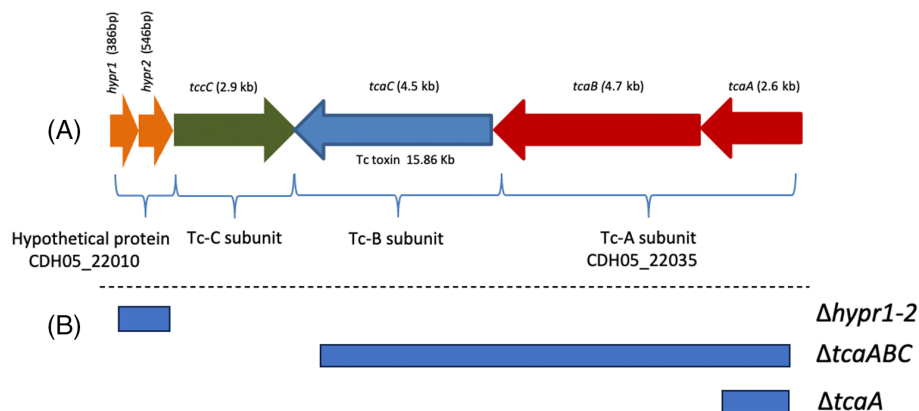 hypr1 (386bp)
hypr2 (546bp)
tccC (2.9 kb)
tcaC (4.5 kb)
tcaB (4.7 kb)
tcaA (2.6 kb)
(A)
Tc toxin 15.86 Kb
Hypothetical protein
CDH05_22010
Tc-C subunit
Tc-B subunit
Tc-A subunit
CDH05_22035
(B)
Δhypr1-2
ΔtcaABC
ΔtcaA